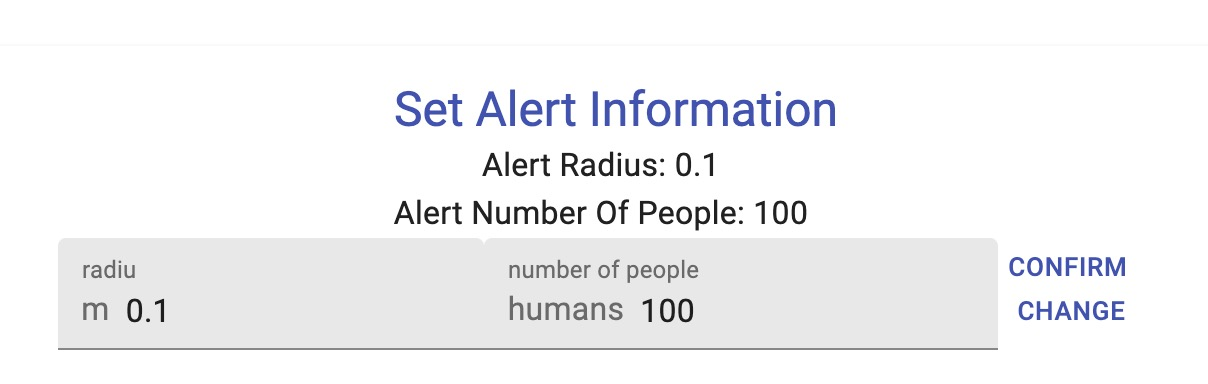 Set Alert Information
Alert Radius: 0.1
Alert Number Of People: 100
radiu number of people CONFIRM
m 0.1 humans 100 CHANGE